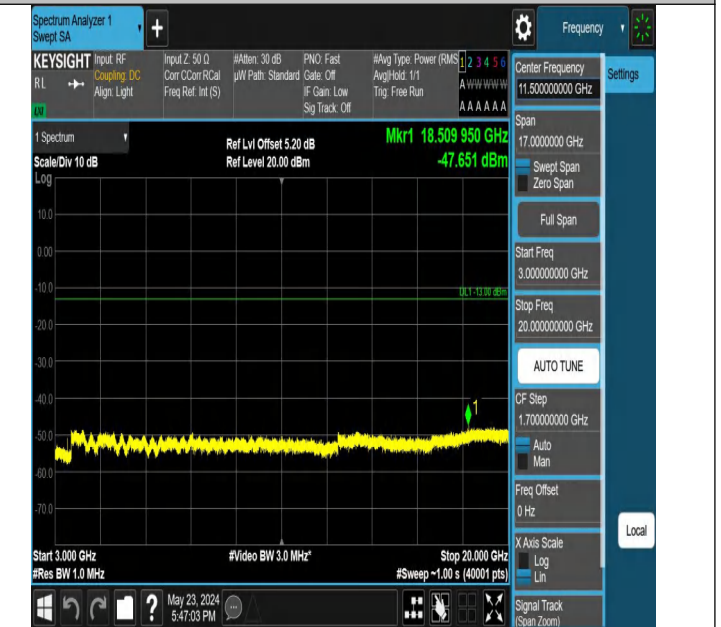 Spectrum Analyzer 1
Swept SA
+
Frequency
KEYSIGHT
RL
LXI
Input: RF
Coupling: DC
Align: Light
Input Z: 50 Ω
Corr CCorr RCal
Freq Ref: Int (S)
#Atten: 30 dB
µW Path: Standard
PNO: Fast
Gate: Off
IF Gain: Low
Sig Track: Off
#Avg Type: Power (RMS
Avg|Hold: 1/1
Trig: Free Run
1 2 3 4 5 6
A W W W W W
A A A A A A
1 Spectrum
Scale/Div 10 dB
Log
Ref Lvl Offset 5.20 dB
Ref Level 20.00 dBm
Mkr1 18.509 950 GHz
-47.651 dBm
10.0
0.00
-10.0
DL1 -13.00 dBm
-20.0
-30.0
-40.0
1
-50.0
-60.0
-70.0
Start 3.000 GHz
#Res BW 1.0 MHz
#Video BW 3.0 MHz*
Stop 20.000 GHz
#Sweep ~1.00 s (40001 pts)
?
May 23, 2024
5:47:03 PM
Center Frequency
11.500000000 GHz
Settings
Span
17.0000000 GHz
Swept Span
Zero Span
Full Span
Start Freq
3.000000000 GHz
Stop Freq
20.000000000 GHz
AUTO TUNE
CF Step
1.700000000 GHz
Auto
Man
Freq Offset
0 Hz
X Axis Scale
Log
Lin
Local
Signal Track
(Span Zoom)